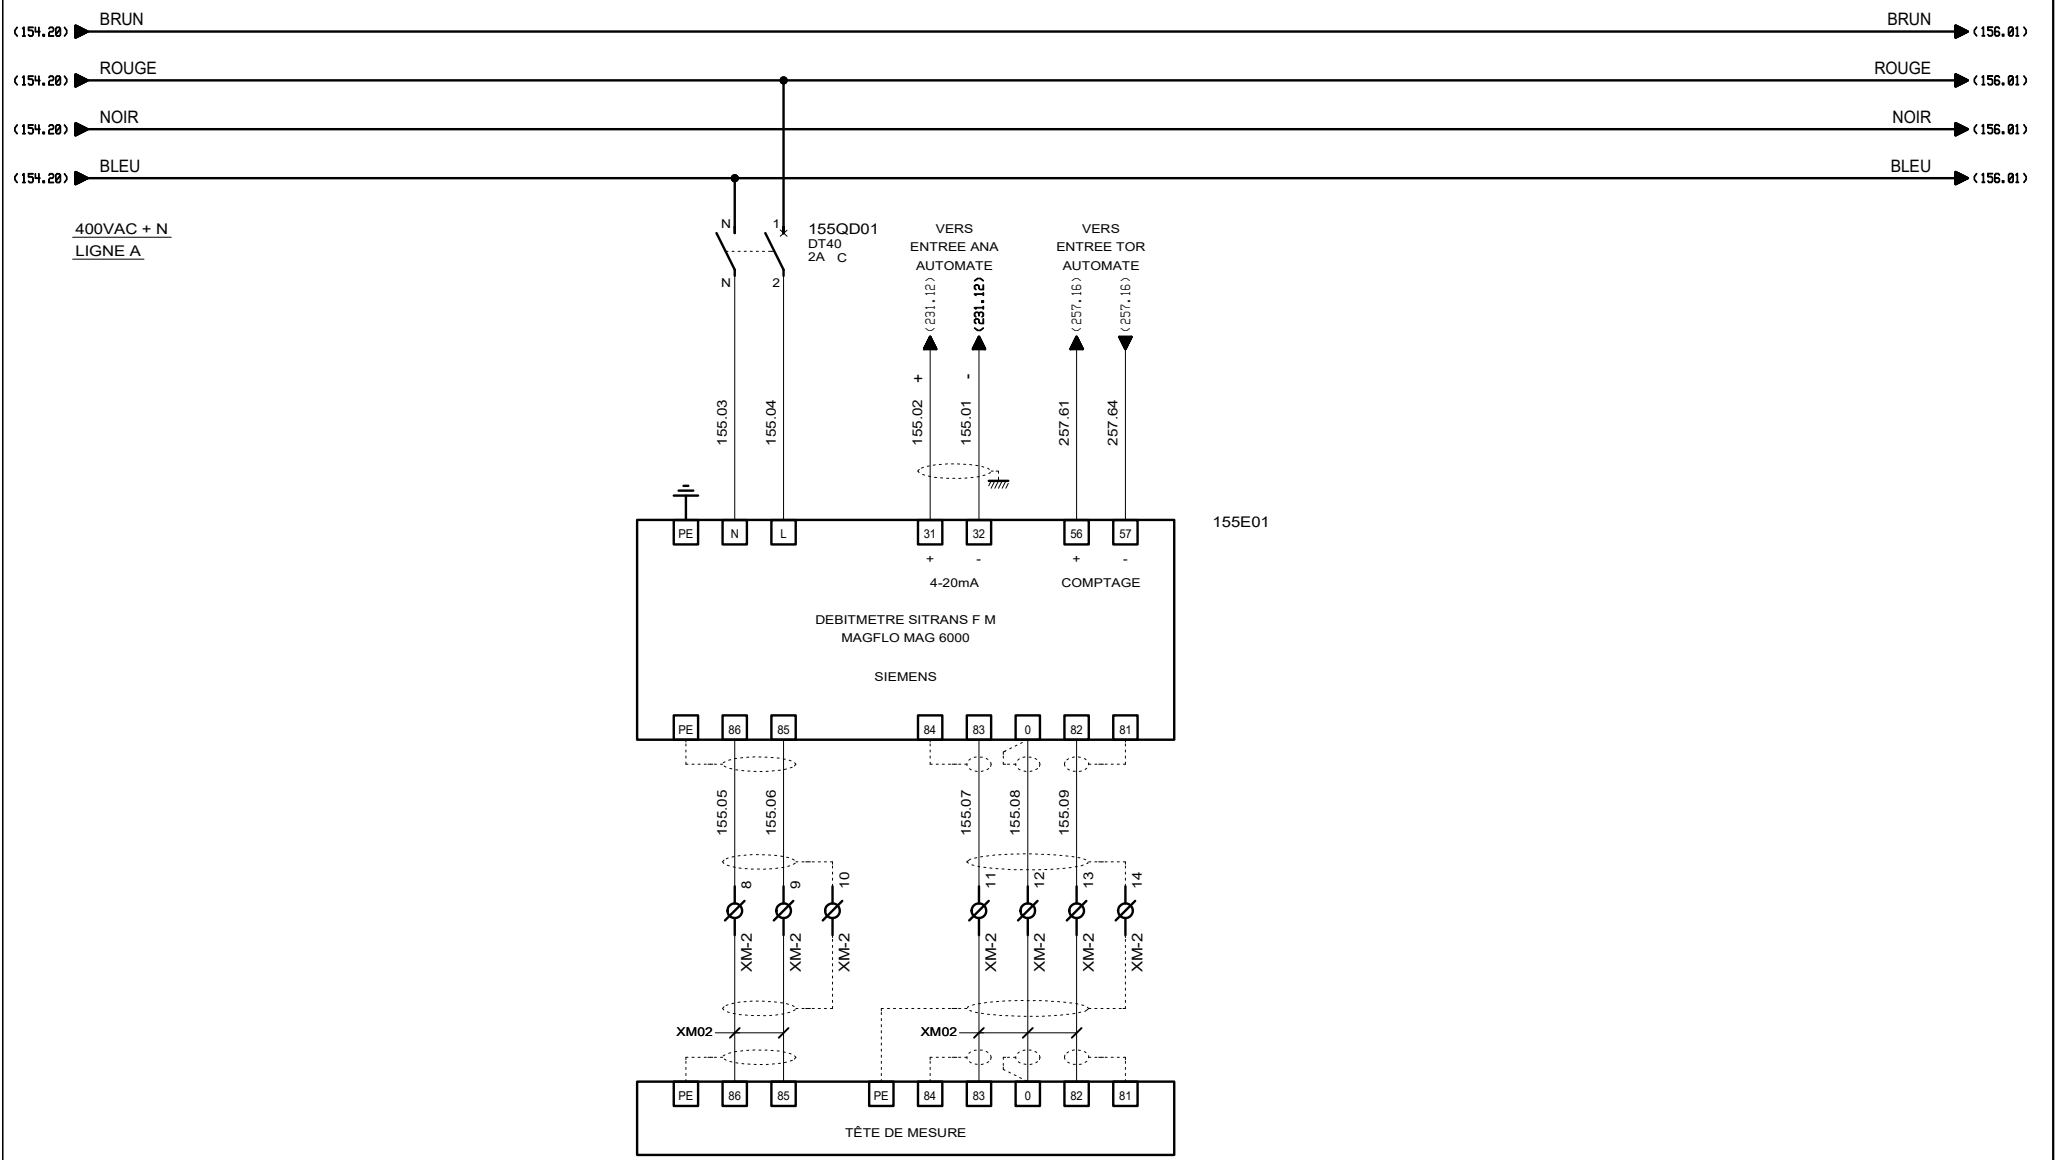 BRUN
BRUN
(154.20)
(156.01)
ROUGE
ROUGE
(154.20)
(156.01)
NOIR
NOIR
(154.20)
(156.01)
BLEU
BLEU
(154.20)
(156.01)
400VAC + N
LIGNE A
N
1
155QD01
DT40
2A C
N
2
VERS
ENTREE ANA
AUTOMATE
VERS
ENTREE TOR
AUTOMATE
(231.12)
(231.12)
(257.16)
(257.16)
+
-
155.03
155.04
155.02
155.01
257.61
257.64
155E01
PE
N
L
31
32
56
57
+
-
+
-
4-20mA
COMPTAGE
DEBITMETRE SITRANS F M
MAGFLO MAG 6000
SIEMENS
PE
86
85
84
83
0
82
81
155.05
155.06
155.07
155.08
155.09
8
9
10
11
12
13
14
XM-2
XM-2
XM-2
XM-2
XM-2
XM-2
XM-2
XM02
XM02
PE
86
85
PE
84
83
0
82
81
TÊTE DE MESURE